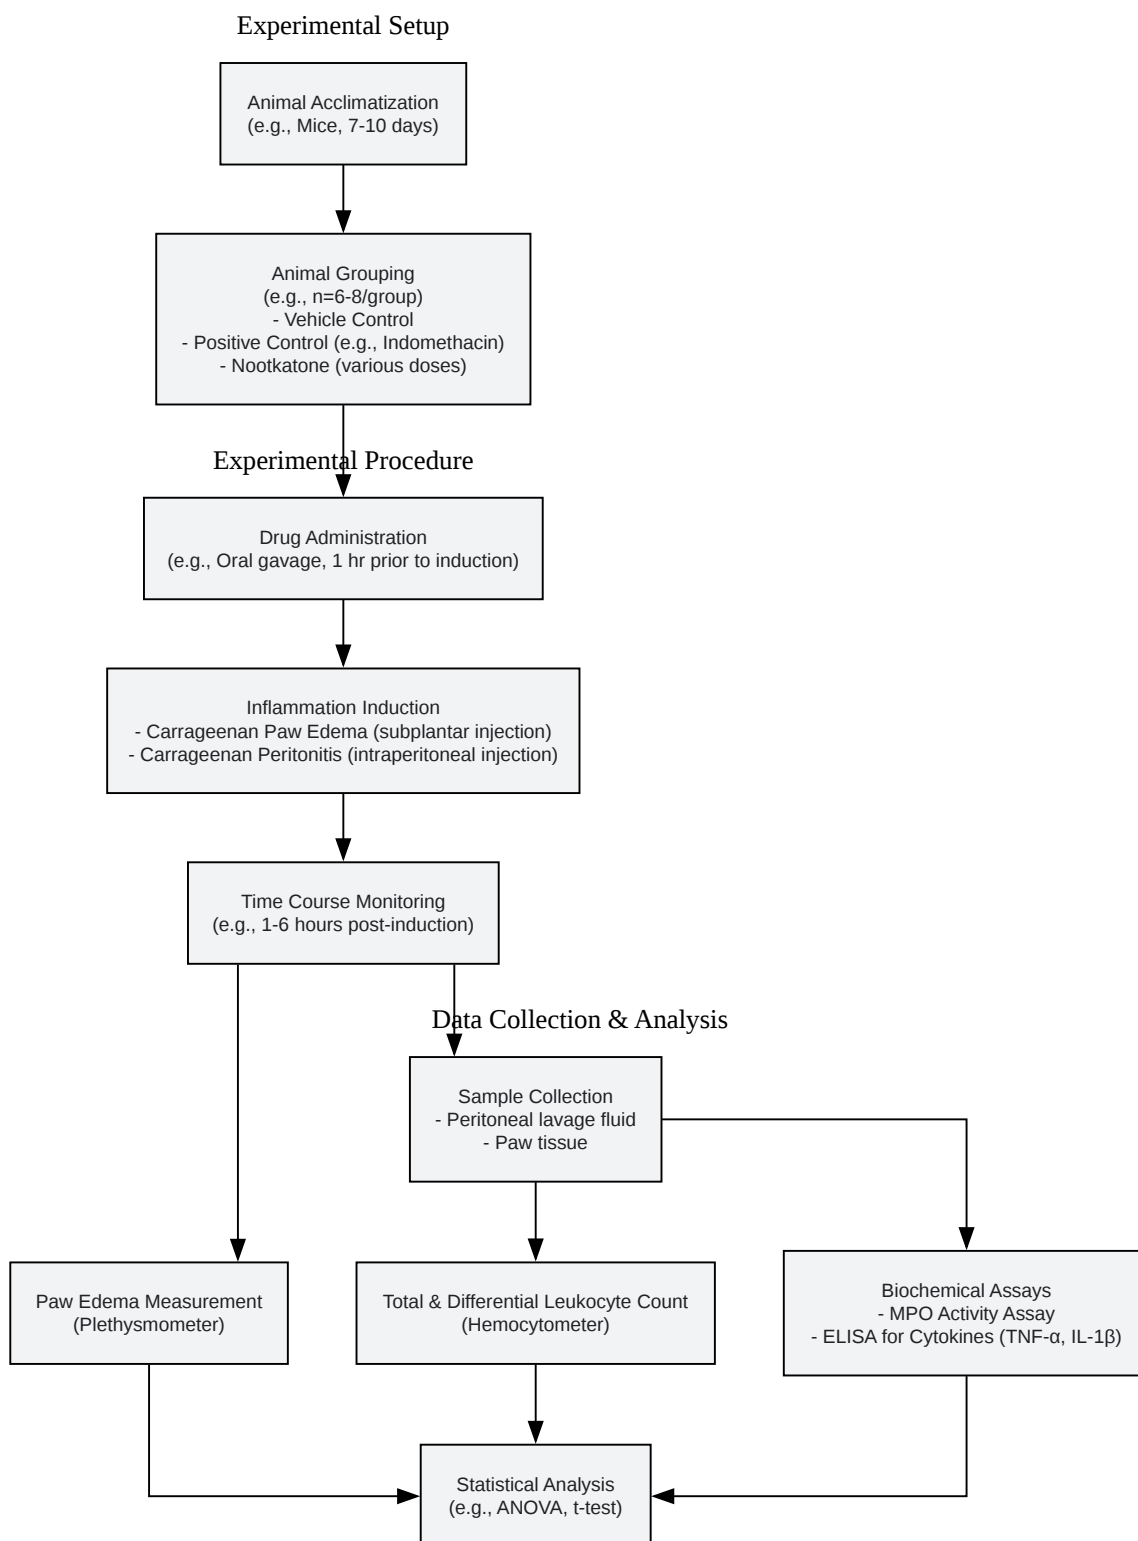 Experimental Setup
Animal Acclimatization
(e.g., Mice, 7-10 days)
Animal Grouping
(e.g., n=6-8/group)
- Vehicle Control
- Positive Control (e.g., Indomethacin)
- Nootkatone (various doses)
Experimental Procedure
Drug Administration
(e.g., Oral gavage, 1 hr prior to induction)
Inflammation Induction
- Carrageenan Paw Edema (subplantar injection)
- Carrageenan Peritonitis (intraperitoneal injection)
Time Course Monitoring
(e.g., 1-6 hours post-induction)
Data Collection & Analysis
Sample Collection
- Peritoneal lavage fluid
- Paw tissue
Paw Edema Measurement
(Plethysmometer)
Total & Differential Leukocyte Count
(Hemocytometer)
Biochemical Assays
- MPO Activity Assay
- ELISA for Cytokines (TNF-α, IL-1β)
Statistical Analysis
(e.g., ANOVA, t-test)